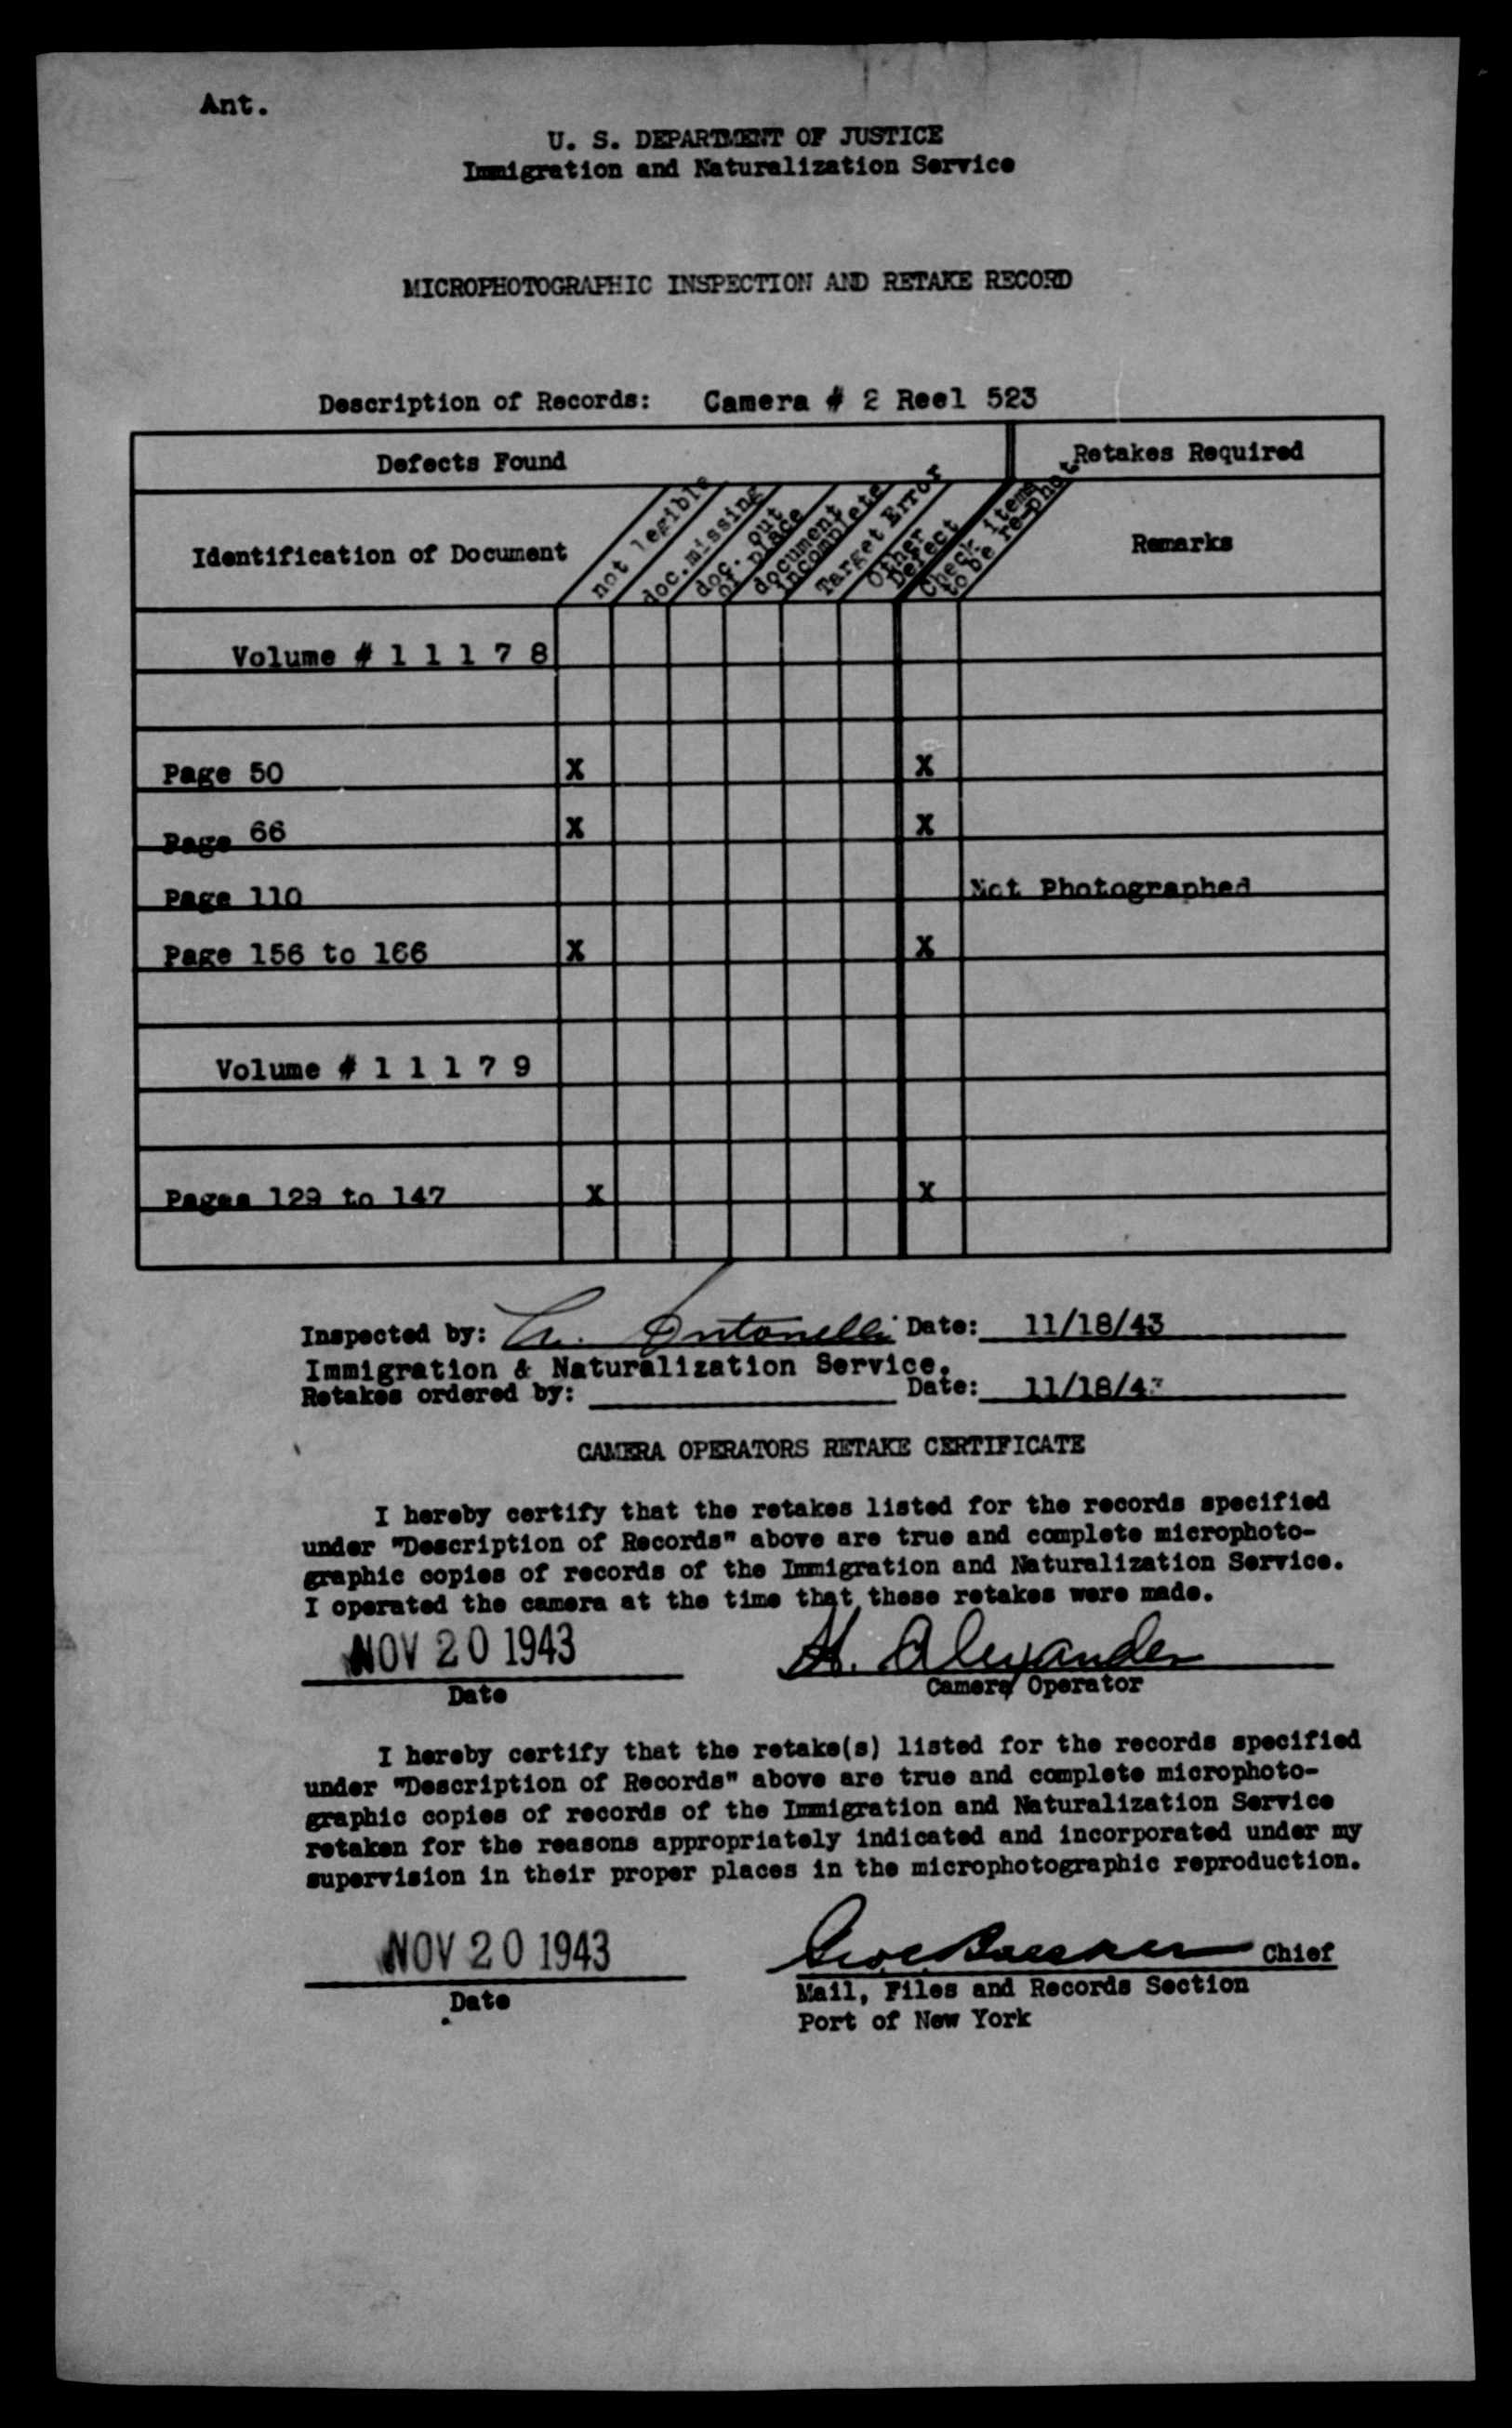 Ant.
U. S. DEPARTMENT OF JUSTICE
Immigration and Naturalization Service
MICROPHOTOGRAPHIC INSPECTION AND RETAKE RECORD
Description of Records: Camera # 2 Reel 523
Defects Found
Retakes Required
Identification of Document
not legible
doc. missing
doc. out
of place
document
incomplete
Target Error
Other
Defect
Check items
to be re-phot
Remarks
Volume # 1 1 1 7 8
Page 50 X X
Page 66 X X
Page 110 Not Photographed
Page 156 to 166 X X
Volume # 1 1 1 7 9
Pages 129 to 147 X X
Inspected by: Antonelli Date: 11/18/43
Immigration & Naturalization Service.
Retakes ordered by: Date: 11/18/43
CAMERA OPERATORS RETAKE CERTIFICATE
I hereby certify that the retakes listed for the records specified
under "Description of Records" above are true and complete microphoto-
graphic copies of records of the Immigration and Naturalization Service.
I operated the camera at the time that these retakes were made.
NOV 20 1943 H. Alexander
Date Camera Operator
I hereby certify that the retake(s) listed for the records specified
under "Description of Records" above are true and complete microphoto-
graphic copies of records of the Immigration and Naturalization Service
retaken for the reasons appropriately indicated and incorporated under my
supervision in their proper places in the microphotographic reproduction.
NOV 20 1943 Chief
Date Mail, Files and Records Section
Port of New York